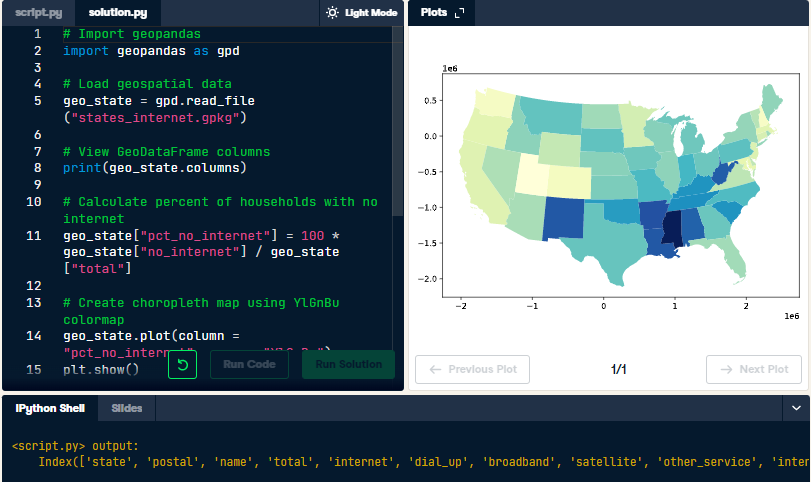 script.py solution.py Light Mode
1 # Import geopandas
2 import geopandas as gpd
3
4 # Load geospatial data
5 geo_state = gpd.read_file
("states_internet.gpkg")
6
7 # View GeoDataFrame columns
8 print(geo_state.columns)
9
10 # Calculate percent of households with no
internet
11 geo_state["pct_no_internet"] = 100 *
geo_state["no_internet"] / geo_state
["total"]
12
13 # Create choropleth map using YlGnBu
colormap
14 geo_state.plot(column =
"pct_no_internet"
15 plt.show()
Run Code Run Solution
Plots
1e6
0.5
0.0
−0.5
−1.0
−1.5
−2.0
−2 −1 0 1 2
1e6
Previous Plot 1/1 Next Plot
IPython Shell Slides
<script.py> output:
Index(['state', 'postal', 'name', 'total', 'internet', 'dial_up', 'broadband', 'satellite', 'other_service', 'inter